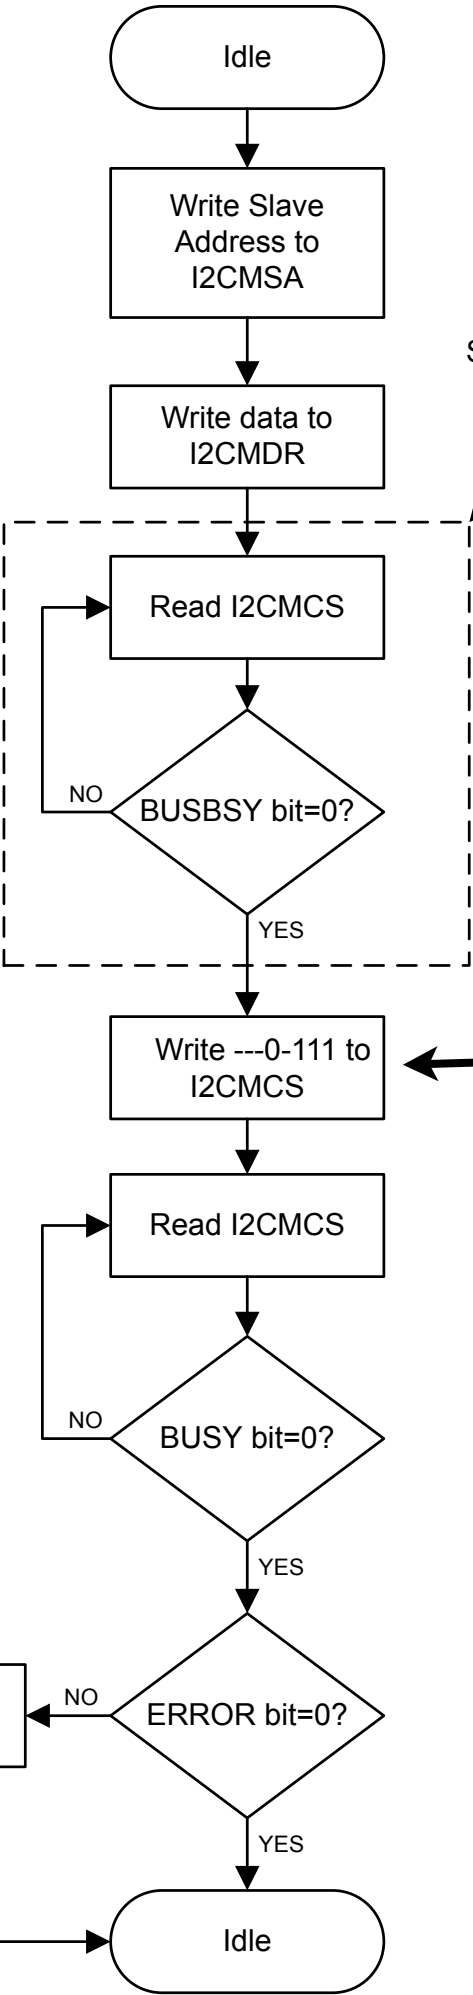 Idle
Write Slave
Address to
I2CMSA
S
Write data to
I2CMDR
Read I2CMCS
NO
BUSBSY bit=0?
YES
Write ---0-111 to
I2CMCS
Read I2CMCS
NO
BUSY bit=0?
YES
NO
ERROR bit=0?
YES
Idle